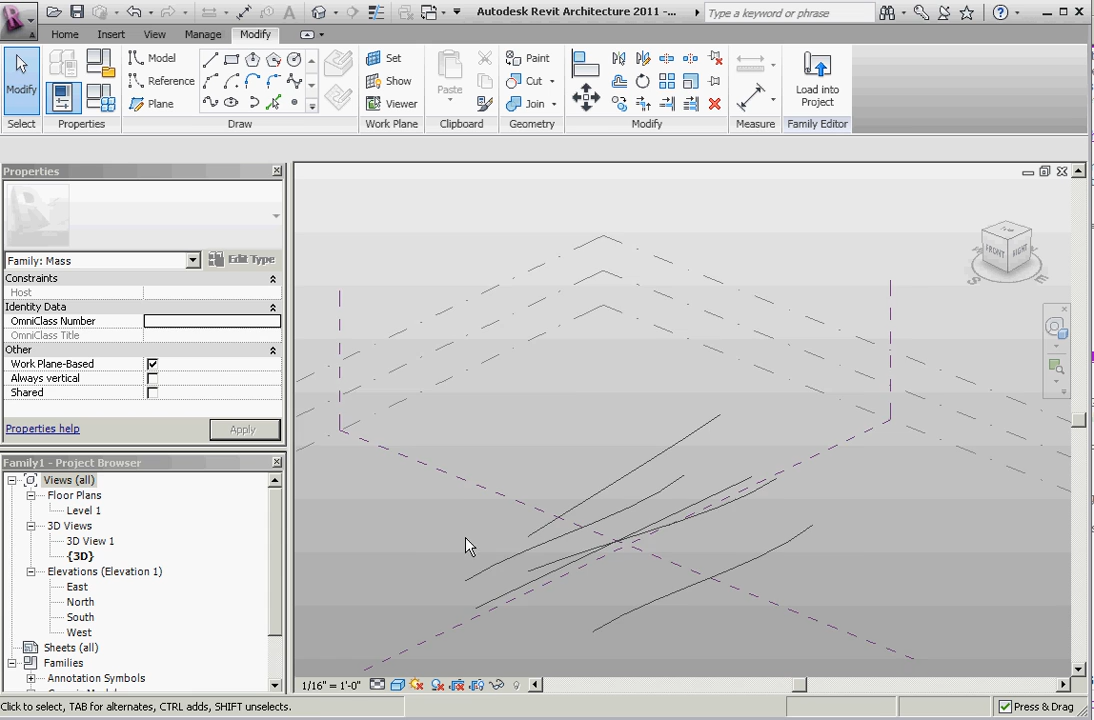 Autodesk Revit Architecture 2011 -...
Type a keyword or phrase
Home Insert View Manage Modify
Modify
Select
Properties
Model
Reference
Plane
Draw
Set
Show
Viewer
Work Plane
Paste
Clipboard
Paint
Cut
Join
Geometry
Modify
Measure
Load into
Project
Family Editor
Properties
Family: Mass
Edit Type
Constraints
Host
Identity Data
OmniClass Number
OmniClass Title
Other
Work Plane-Based
Always vertical
Shared
Properties help
Apply
Family1 - Project Browser
Views (all)
Floor Plans
Level 1
3D Views
3D View 1
{3D}
Elevations (Elevation 1)
East
North
South
West
Sheets (all)
Families
Annotation Symbols
FRONT
RIGHT
S
E
1/16" = 1'-0"
Click to select, TAB for alternates, CTRL adds, SHIFT unselects.
Press & Drag